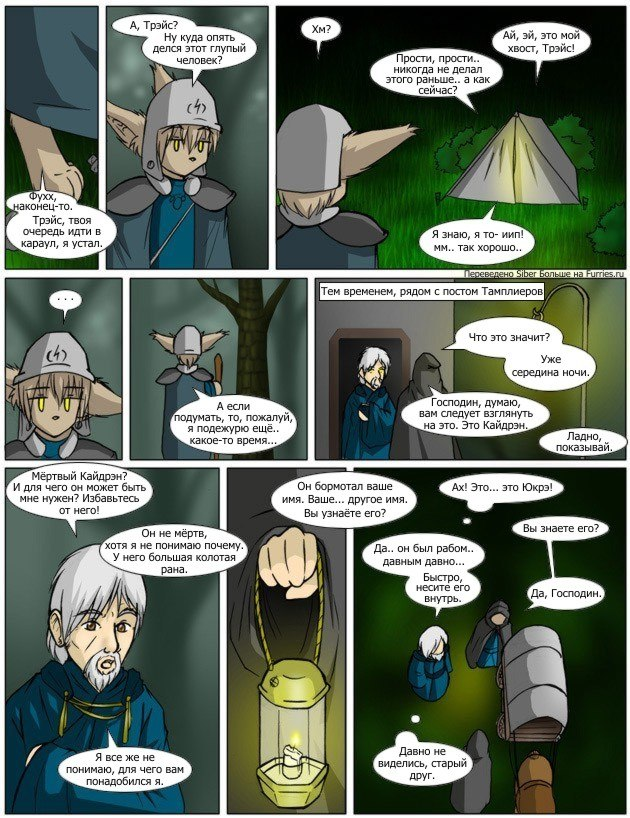 Фухх,
наконец-то.
Трэйс, твоя
очередь идти в
караул, я устал.
А, Трэйс?
Ну куда опять
делся этот глупый
человек?
Хм?
Ай, эй, это мой
хвост, Трэйс!
Прости, прости..
никогда не делал
этого раньше.. а как
сейчас?
Я знаю, я то- иип!
мм.. так хорошо..
Переведено Siber Больше на Furries.ru
. . .
А если
подумать, то, пожалуй,
я подежурю ещё..
какое-то время...
Тем временем, рядом с постом Тамплиеров
Что это значит?
Уже
середина ночи.
Господин, думаю,
вам следует взглянуть
на это. Это Кайдрэн.
Ладно,
показывай.
Мёртвый Кайдрэн?
И для чего он может быть
мне нужен? Избавьтесь
от него!
Он не мёртв,
хотя я не понимаю почему.
У него большая колотая
рана.
Я все же не
понимаю, для чего вам
понадобился я.
Он бормотал ваше
имя. Ваше... другое имя.
Вы узнаёте его?
Ах! Это... это Юкрэ!
Вы знаете его?
Да.. он был рабом..
давным давно...
Быстро,
несите его
внутрь.
Да, Господин.
Давно не
виделись, старый
друг.